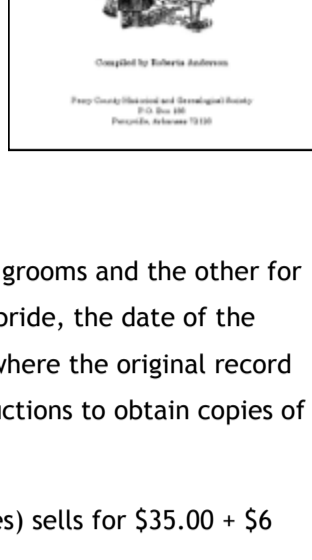 Compiled by Roberta Anderson
Perry County Historical and Genealogical Society
P.O. Box
Perryville, Arkansas
grooms and the other for
bride, the date of the
where the original record
uctions to obtain copies of
es) sells for $35.00 + $6